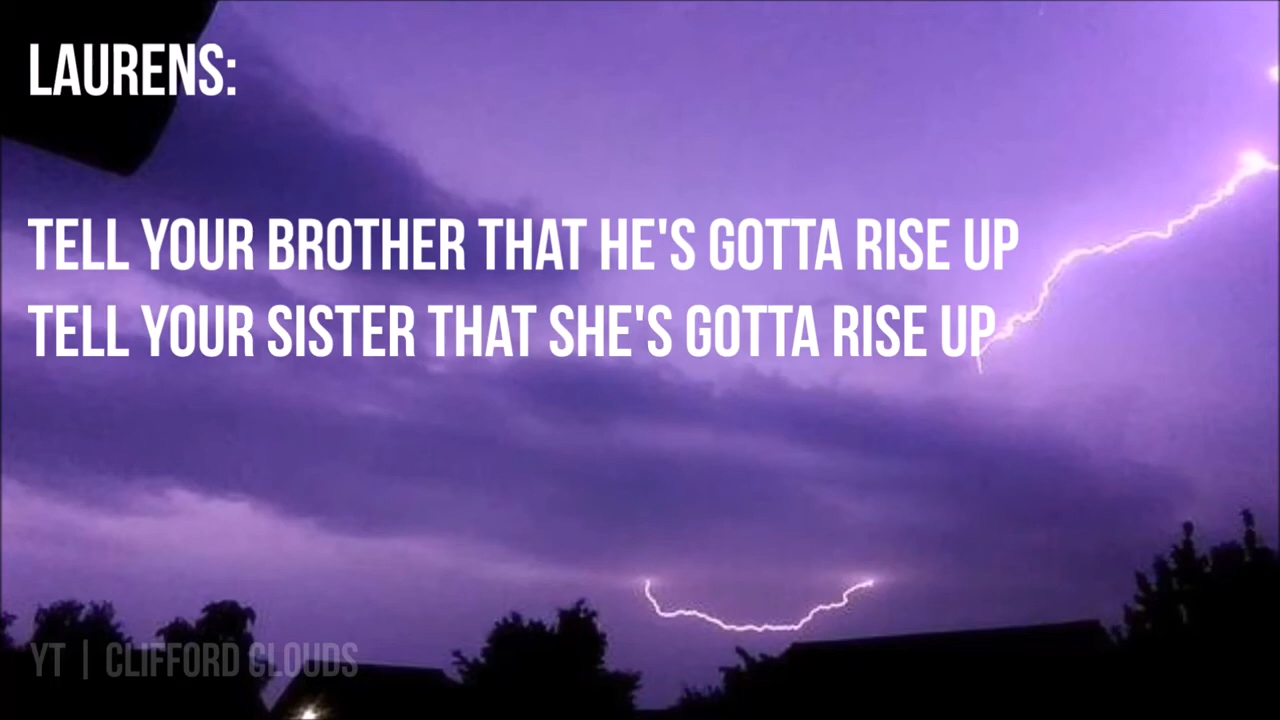 LAURENS:
TELL YOUR BROTHER THAT HE'S GOTTA RISE UP
TELL YOUR SISTER THAT SHE'S GOTTA RISE UP
YT | CLIFFORD CLOUDS